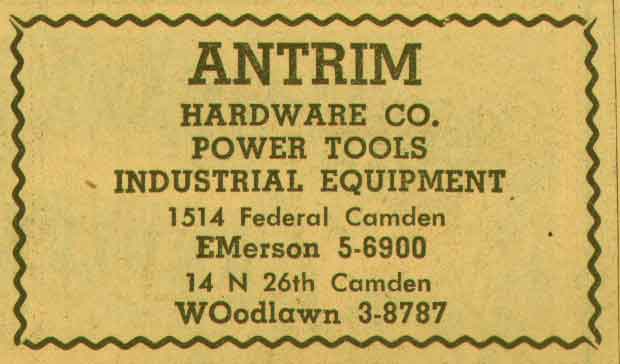 ANTRIM
HARDWARE CO.
POWER TOOLS
INDUSTRIAL EQUIPMENT
1514 Federal Camden
EMerson 5-6900
14 N 26th Camden
WOodlawn 3-8787